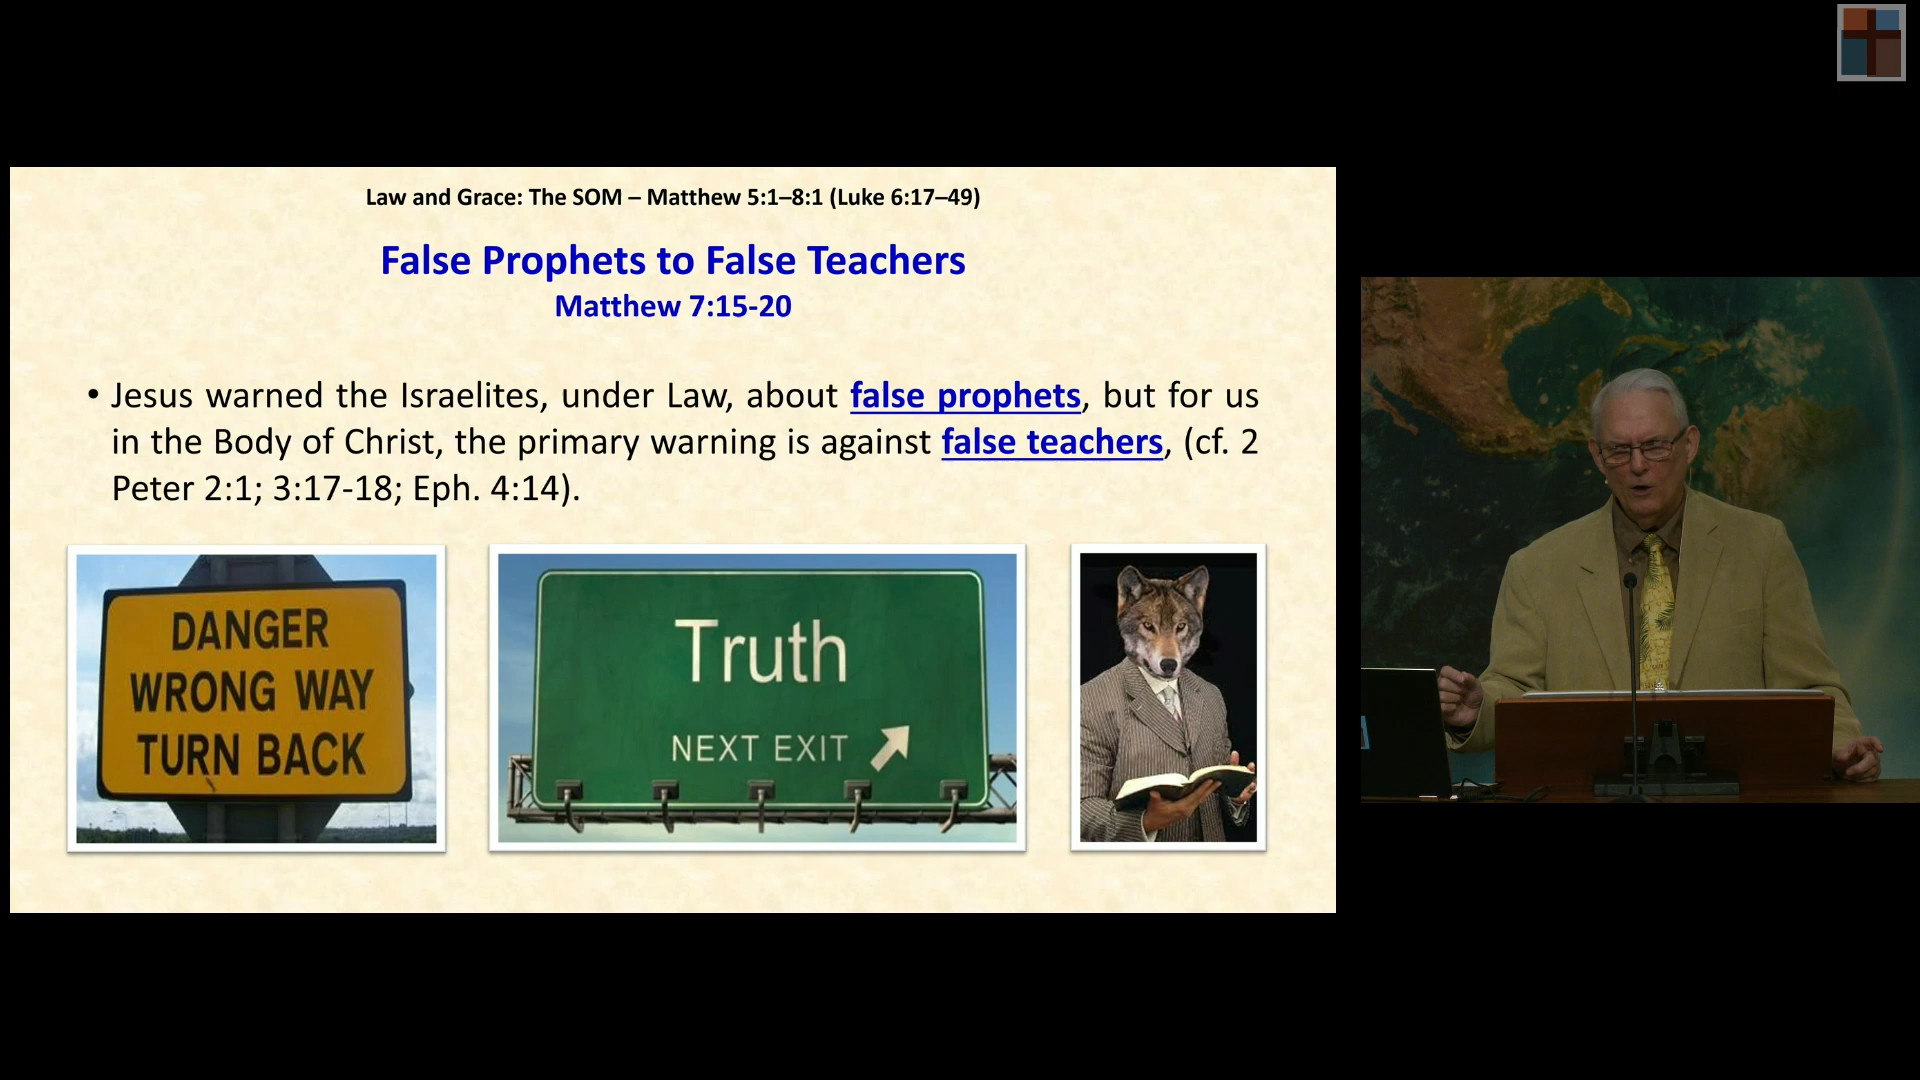 Law and Grace: The SOM – Matthew 5:1–8:1 (Luke 6:17–49)
False Prophets to False Teachers
Matthew 7:15-20
• Jesus warned the Israelites, under Law, about false prophets, but for us
in the Body of Christ, the primary warning is against false teachers, (cf. 2
Peter 2:1; 3:17-18; Eph. 4:14).
DANGER
WRONG WAY
TURN BACK
Truth
NEXT EXIT